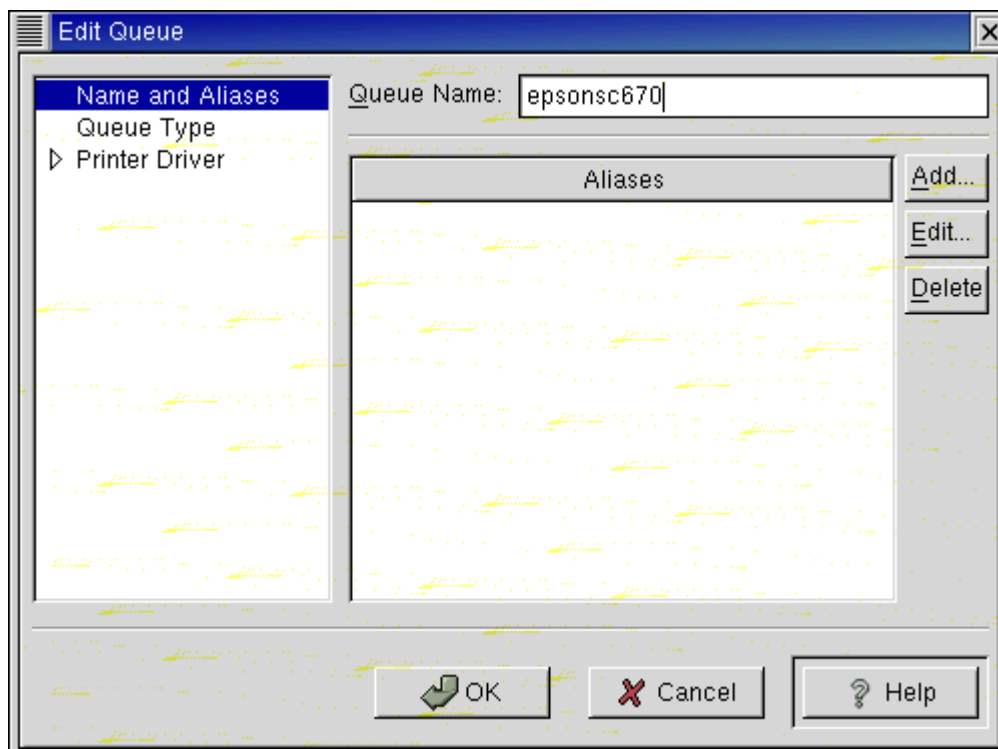 Edit Queue
Name and Aliases
Queue Type
Printer Driver
Queue Name: epsonsc670
Aliases
Add...
Edit...
Delete
OK
Cancel
Help